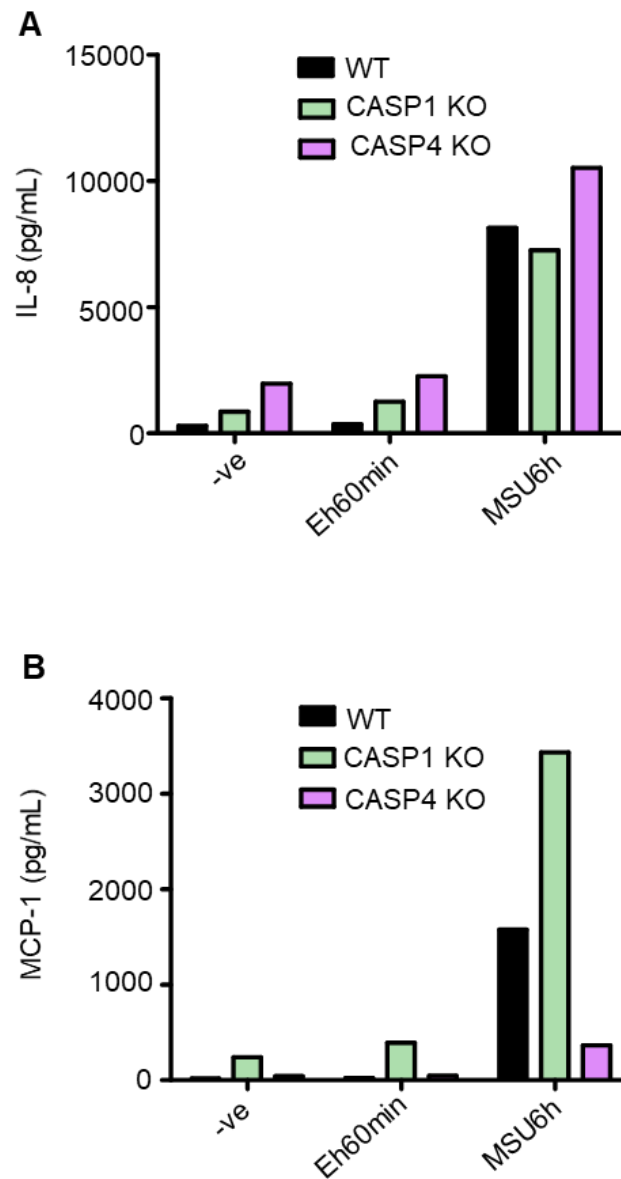 A
15000
10000
5000
0
IL-8 (pg/mL)
WT
CASP1 KO
CASP4 KO
-ve
Eh60min
MSU6h
B
4000
3000
2000
1000
0
MCP-1 (pg/mL)
WT
CASP1 KO
CASP4 KO
-ve
Eh60min
MSU6h